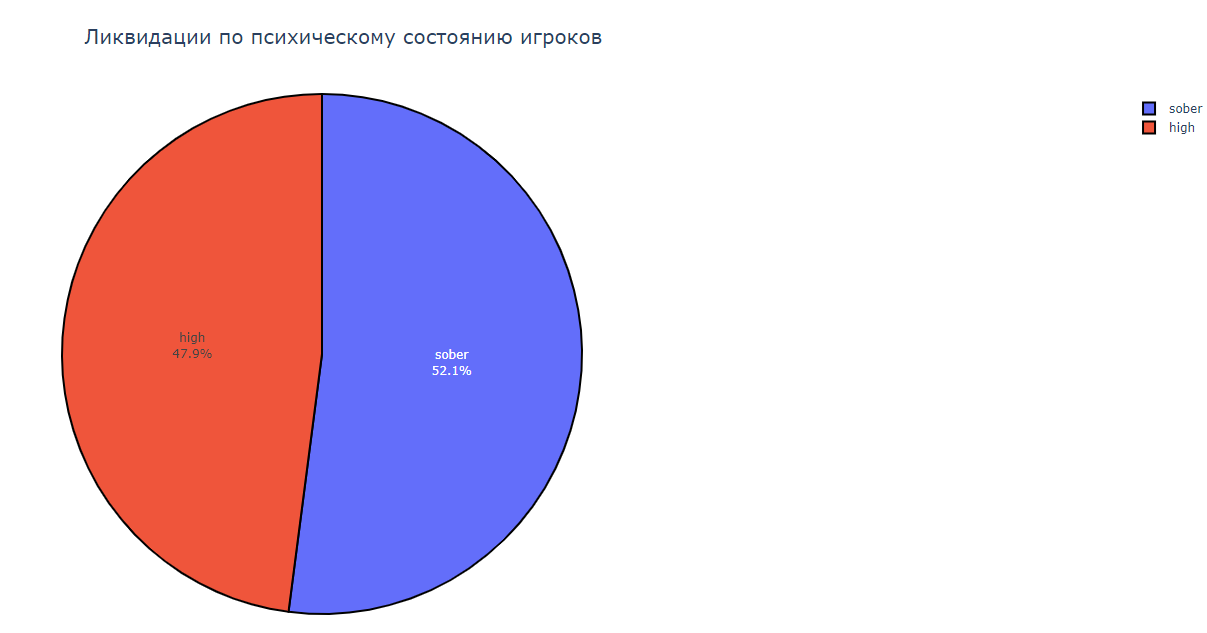 Ликвидации по психическому состоянию игроков
sober
high
high
47.9%
sober
52.1%